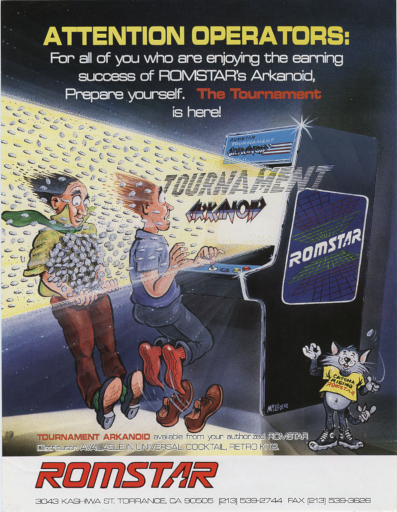 ATTENTION OPERATORS:
For all of you who are enjoying the earning
success of ROMSTAR's Arkanoid,
Prepare yourself. The Tournament
is here!
TOURNAMENT
ARKANOID
ROMSTAR
MILLER
TOURNAMENT ARKANOID available from your authorized ROMSTAR
Distributor. AVAILABLE IN UNIVERSAL, COCKTAIL, RETRO KITS.
ROMSTAR
3043 KASHIWA ST. TORRANCE, CA 90505 (213) 539-2744 FAX (213) 539-3626